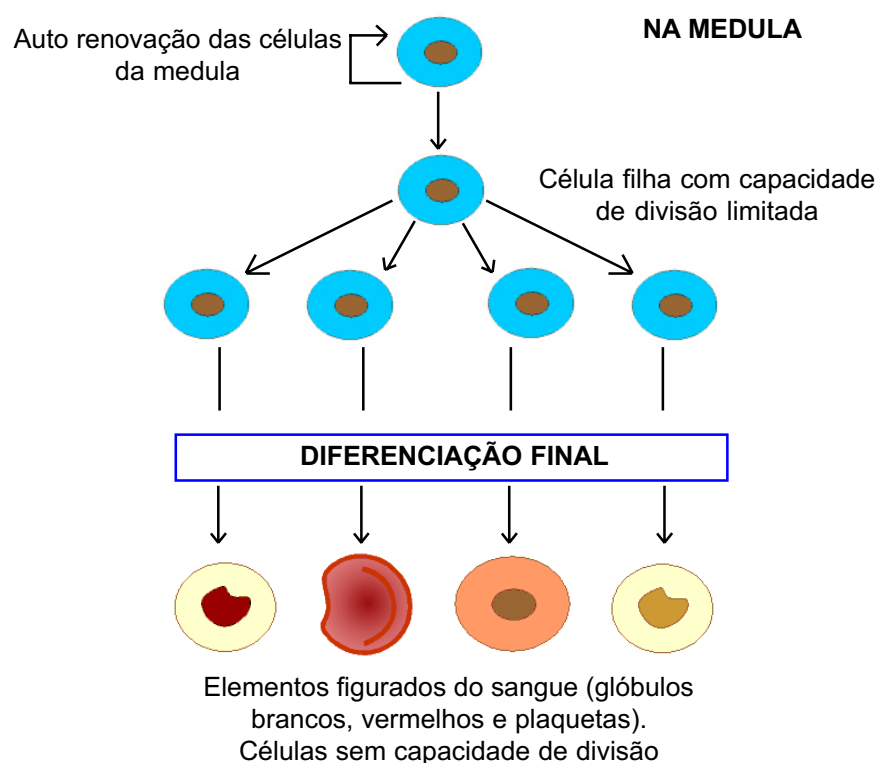 NA MEDULA
Auto renovação das células
da medula
Célula filha com capacidade
de divisão limitada
DIFERENCIAÇÃO FINAL
Elementos figurados do sangue (glóbulos
brancos, vermelhos e plaquetas).
Células sem capacidade de divisão